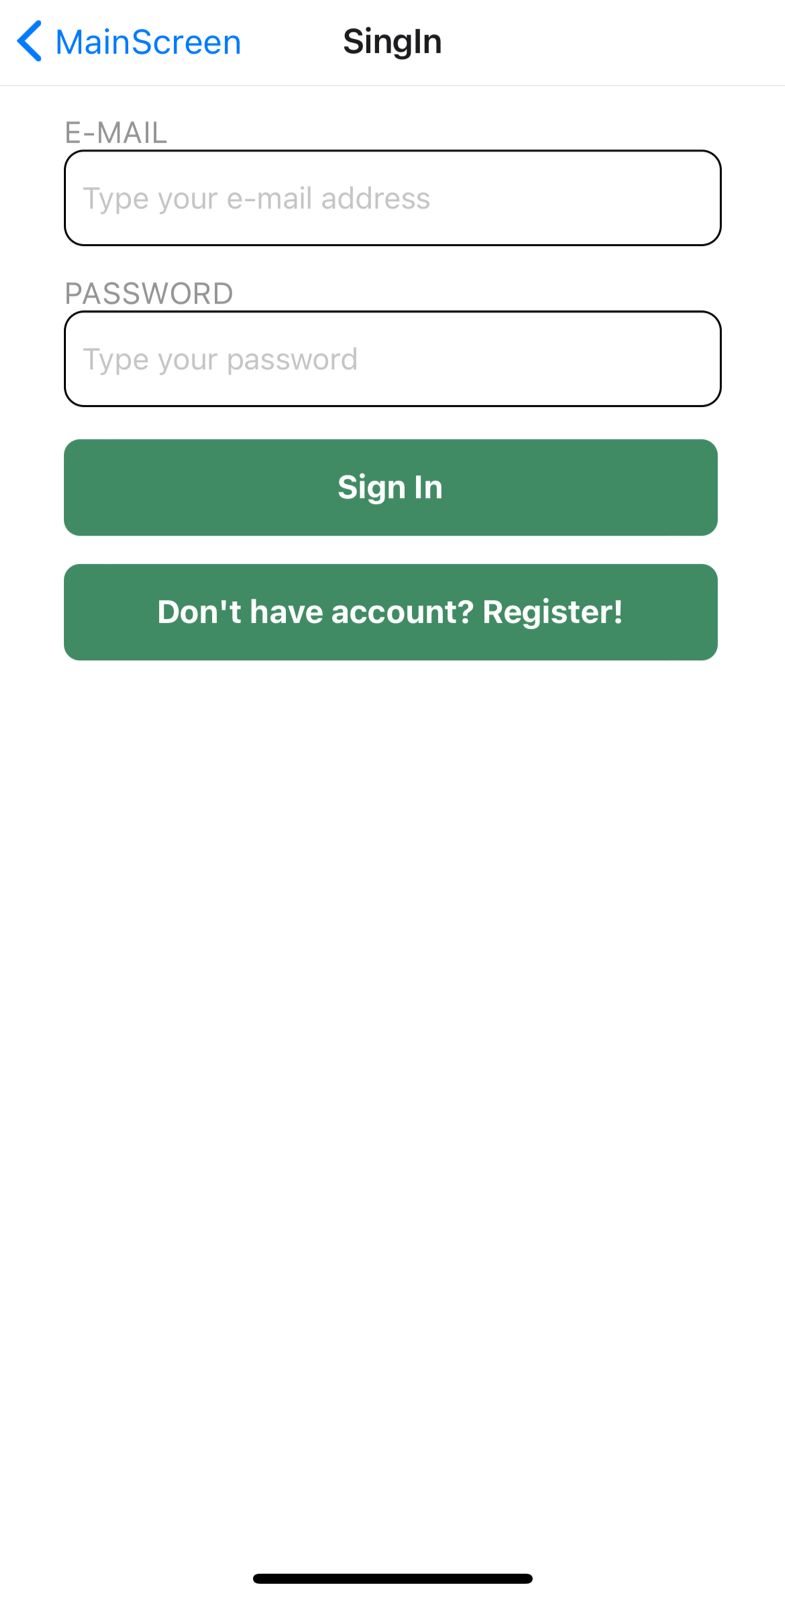 MainScreen
SingIn
E-MAIL
Type your e-mail address
PASSWORD
Type your password
Sign In
Don't have account? Register!